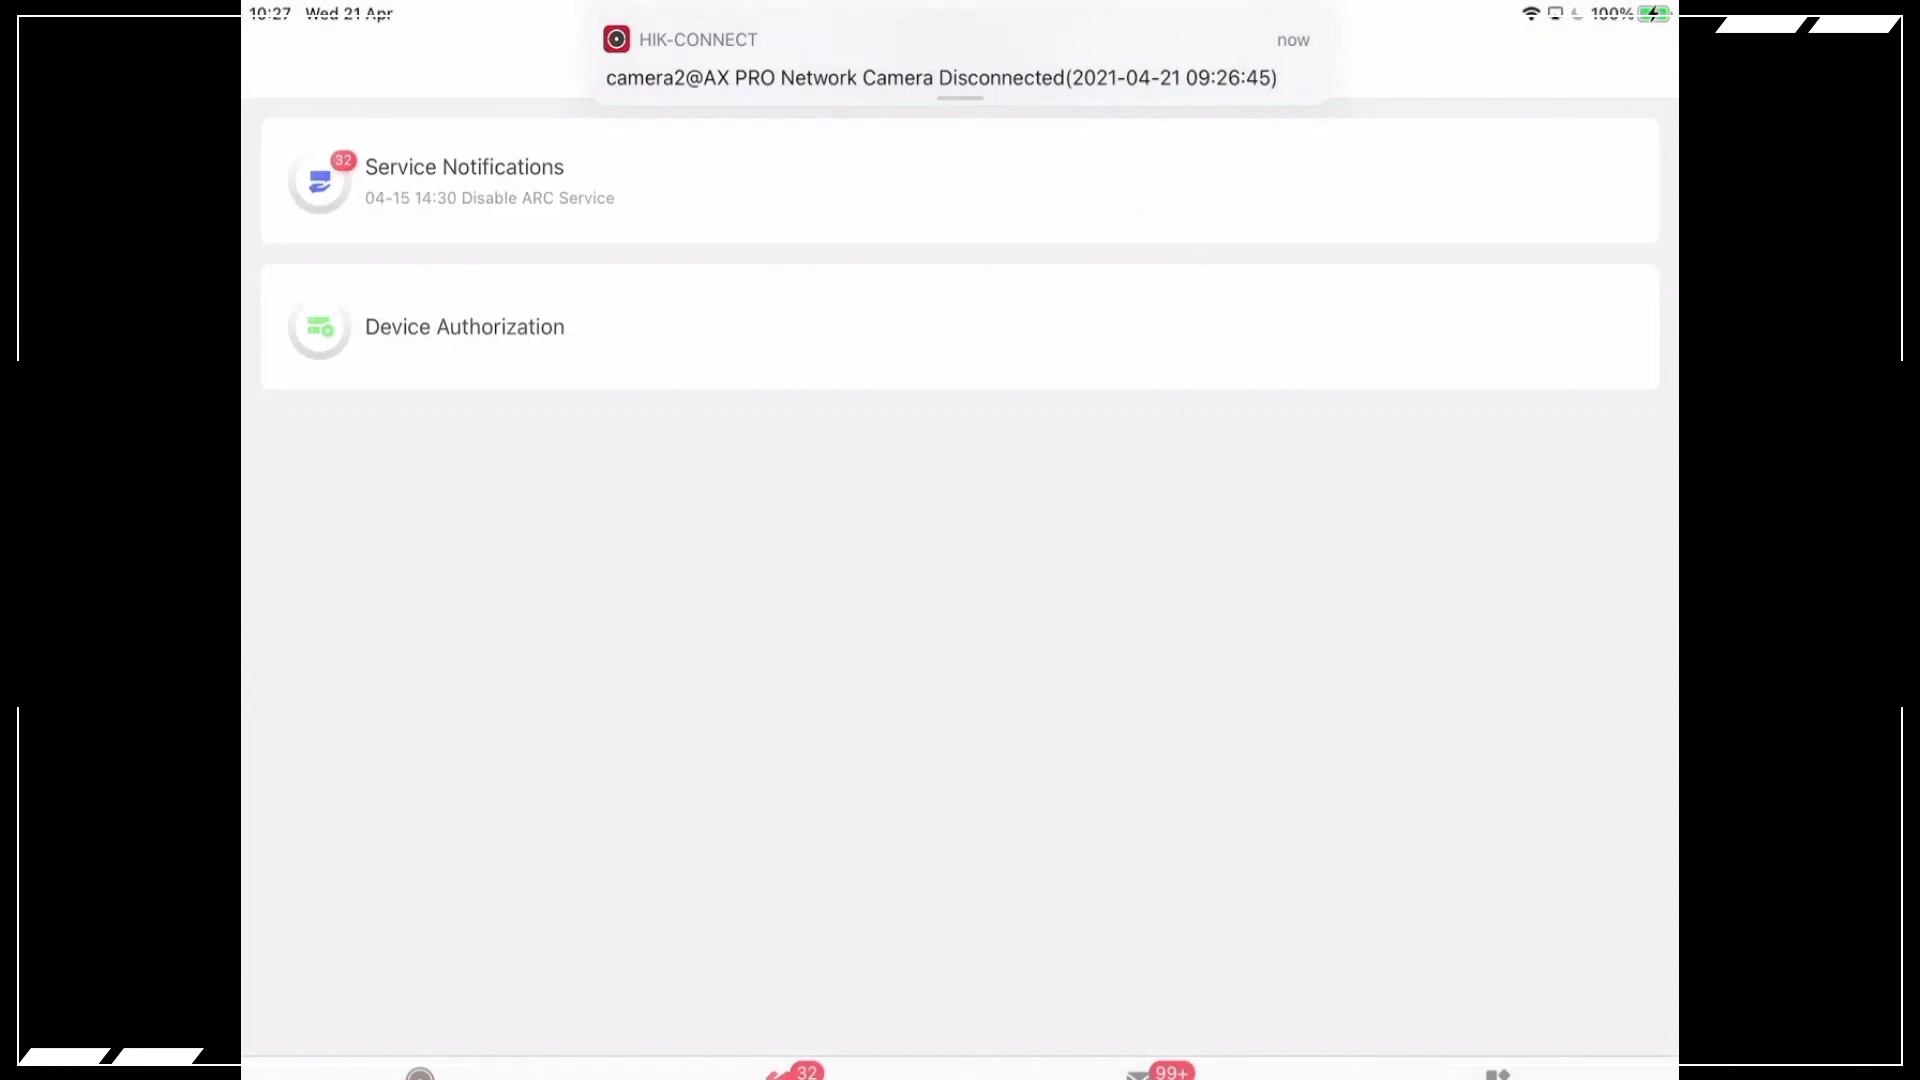 10:27 Wed 21 Apr
100%
HIK-CONNECT
now
camera2@AX PRO Network Camera Disconnected(2021-04-21 09:26:45)
32
Service Notifications
04-15 14:30 Disable ARC Service
Device Authorization
32
99+